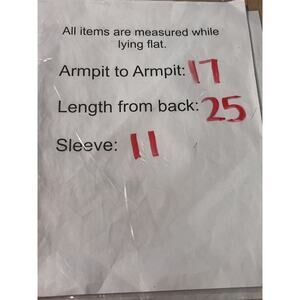 All items are measured while
lying flat.
Armpit to Armpit: 17
Length from back: 25
Sleeve: 11